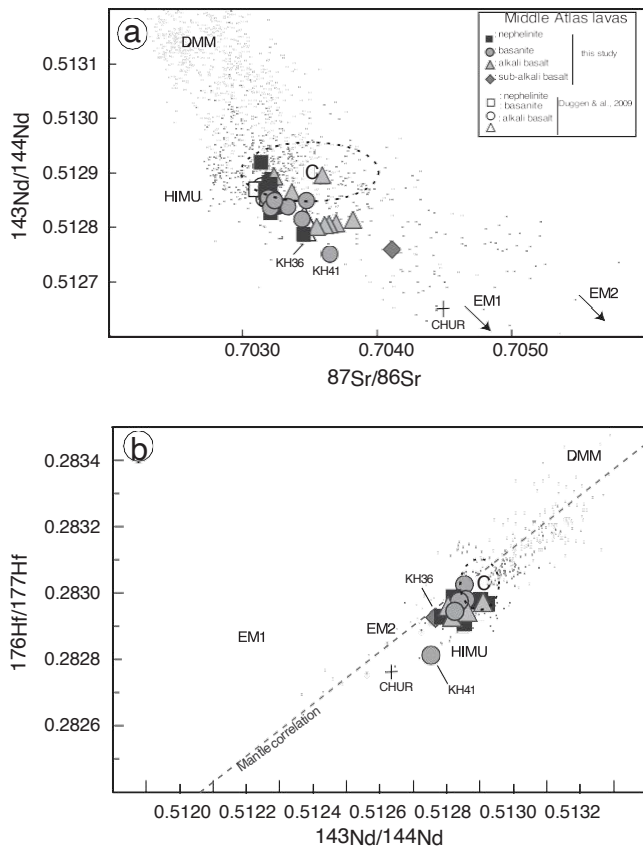 a
Middle Atlas lavas
: nephelinite
: basanite
: alkali basalt
: sub-alkali basalt
this study
: nephelinite
: basanite
: alkali basalt
Duggen & al., 2009
DMM
C
HIMU
KH36
KH41
CHUR
EM1
EM2
0.5131
0.5130
0.5129
0.5128
0.5127
143Nd/144Nd
0.7030
0.7040
0.7050
87Sr/86Sr
b
0.2834
0.2832
0.2830
0.2828
0.2826
176Hf/177Hf
DMM
KH36
C
EM1
EM2
HIMU
CHUR
KH41
Mantle correlation
0.5120
0.5122
0.5124
0.5126
0.5128
0.5130
0.5132
143Nd/144Nd